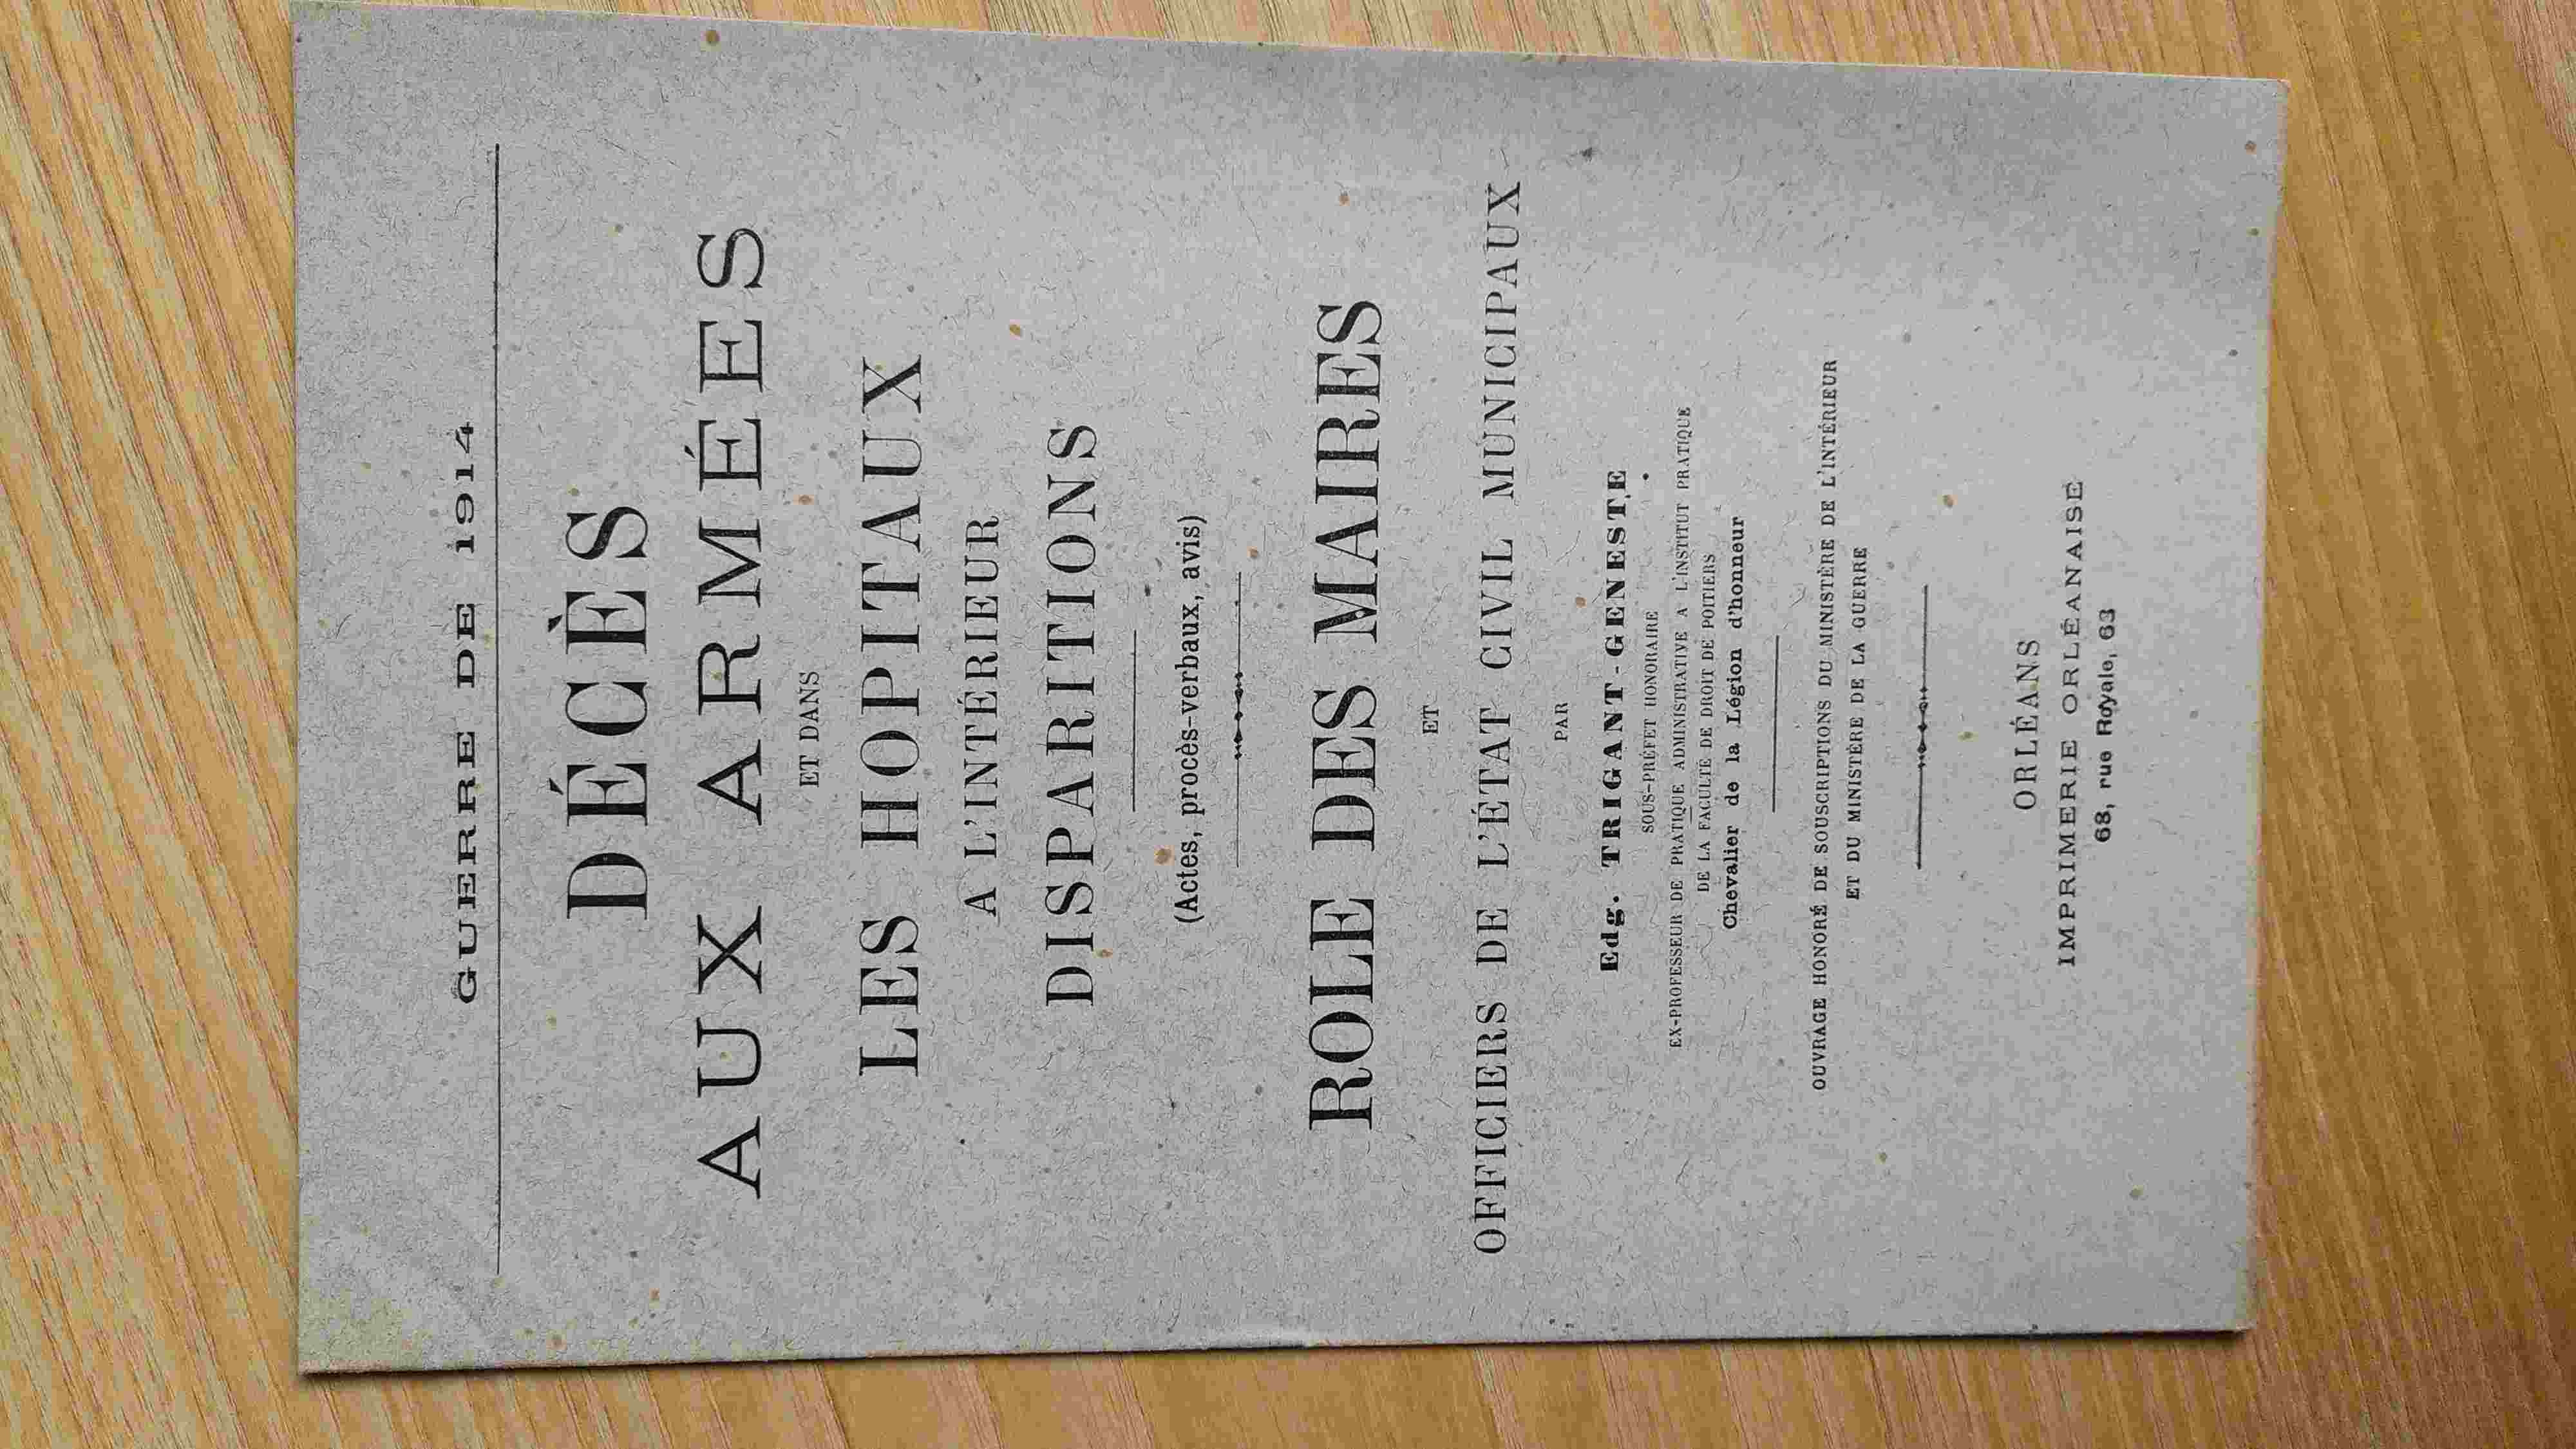 GUERRE DE 1914
DÉCÈS
AUX ARMÉES
ET DANS
LES HOPITAUX
A L'INTÉRIEUR
DISPARITIONS
(Actes, procès-verbaux, avis)
ROLE DES MAIRES
ET
OFFICIERS DE L'ÉTAT CIVIL MUNICIPAUX
PAR
Edg. TRIGANT-GENESTE
SOUS-PRÉFET HONORAIRE
EX-PROFESSEUR DE PRATIQUE ADMINISTRATIVE A L'INSTITUT PRATIQUE
DE LA FACULTÉ DE DROIT DE POITIERS
Chevalier de la Légion d'honneur
OUVRAGE HONORÉ DE SOUSCRIPTIONS DU MINISTÈRE DE L'INTÉRIEUR
ET DU MINISTÈRE DE LA GUERRE
ORLÉANS
IMPRIMERIE ORLÉANAISE
68, rue Royale, 63